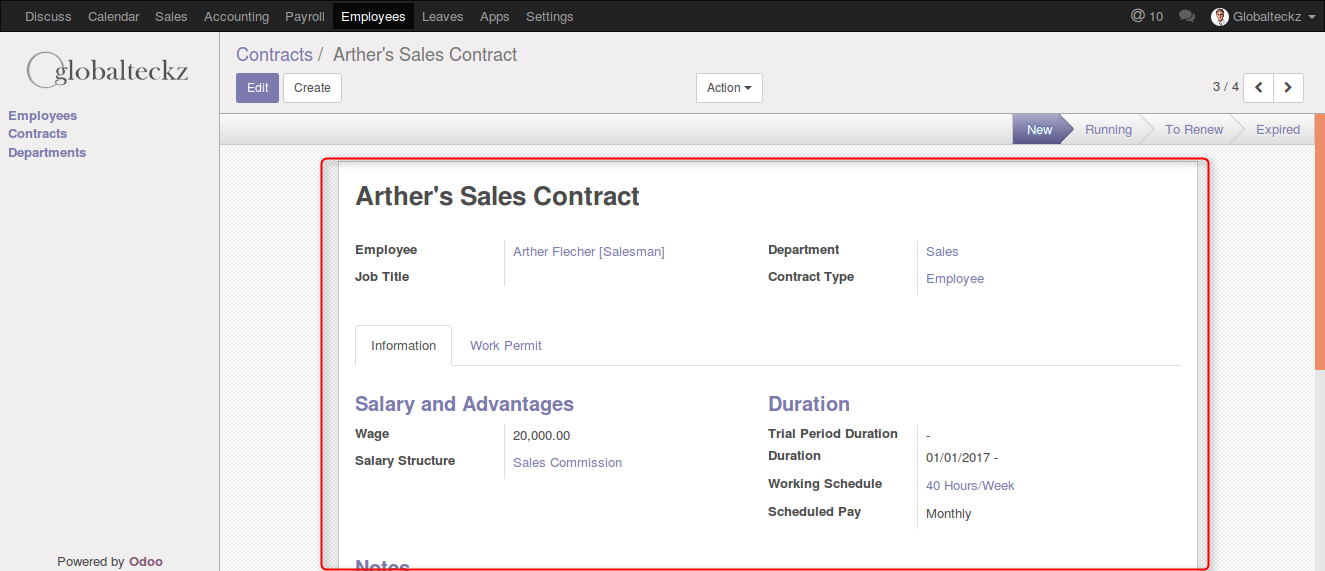 Discuss Calendar Sales Accounting Payroll Employees Leaves Apps Settings @ 10 Globalteckz
globalteckz
Employees
Contracts
Departments
Powered by Odoo
Contracts / Arther's Sales Contract
Edit Create Action 3 / 4
New Running To Renew Expired
Arther's Sales Contract
Employee Arther Flecher [Salesman] Department Sales
Job Title Contract Type Employee
Information Work Permit
Salary and Advantages Duration
Wage 20,000.00 Trial Period Duration -
Salary Structure Sales Commission Duration 01/01/2017 -
Working Schedule 40 Hours/Week
Scheduled Pay Monthly
Notes